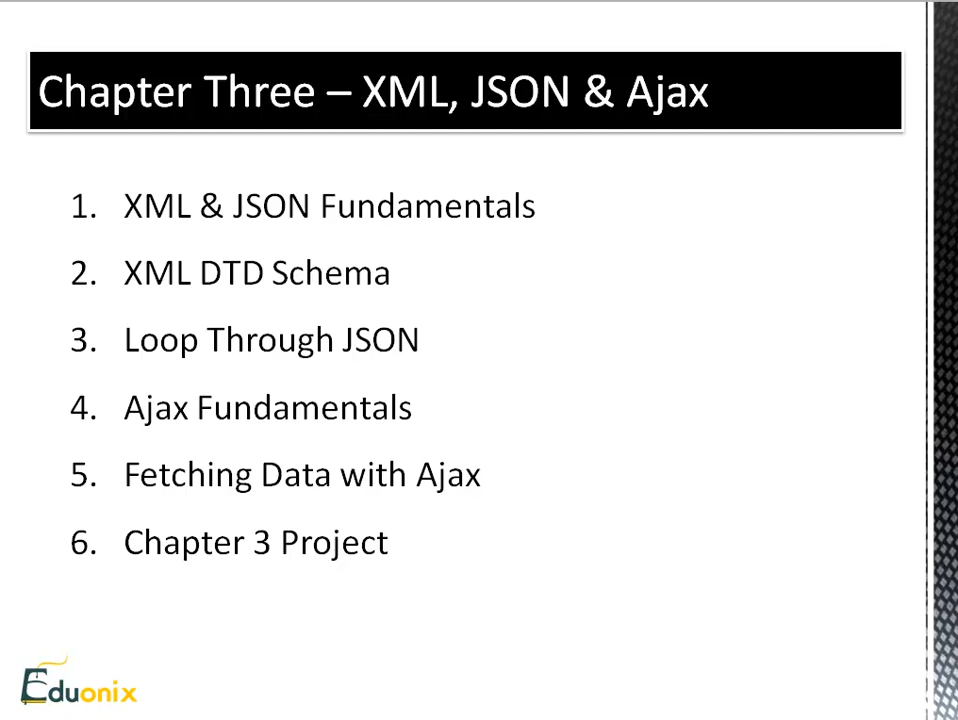 Chapter Three – XML, JSON & Ajax
1. XML & JSON Fundamentals
2. XML DTD Schema
3. Loop Through JSON
4. Ajax Fundamentals
5. Fetching Data with Ajax
6. Chapter 3 Project
Eduonix